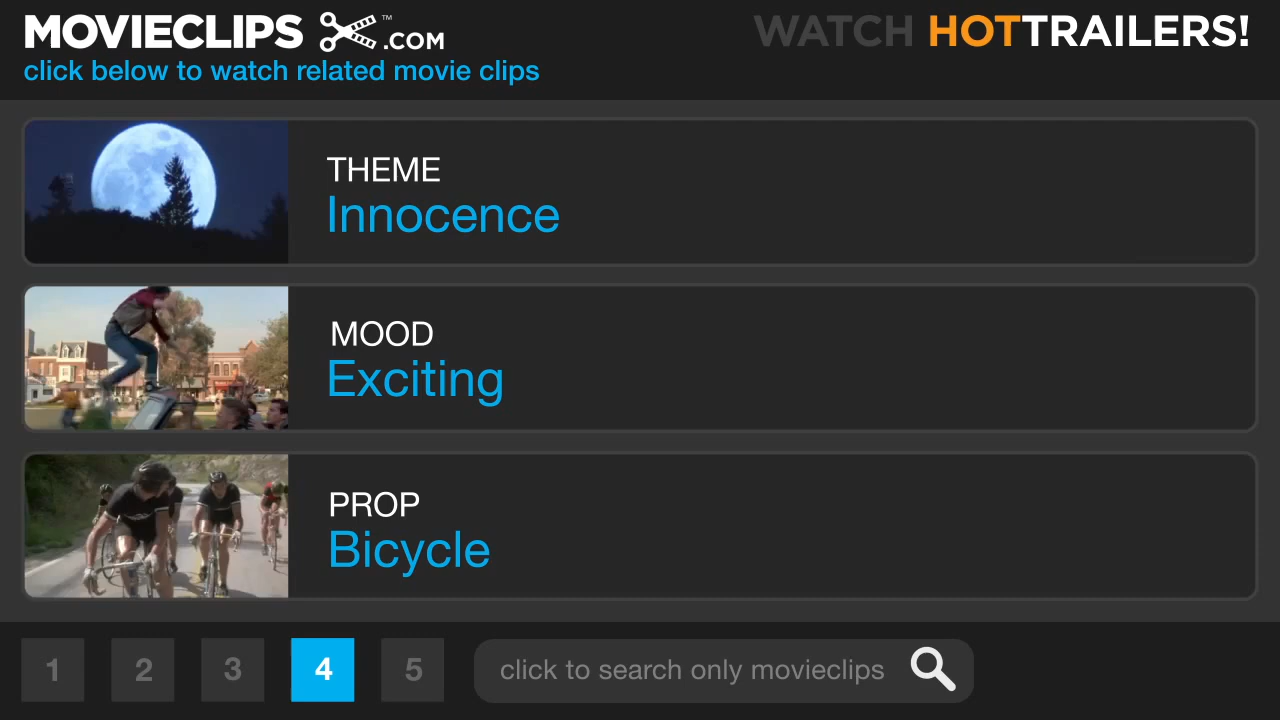 MOVIECLIPS ™ .COM
WATCH HOTTRAILERS!
click below to watch related movie clips
THEME
Innocence
MOOD
Exciting
PROP
Bicycle
1 2 3 4 5
click to search only movieclips